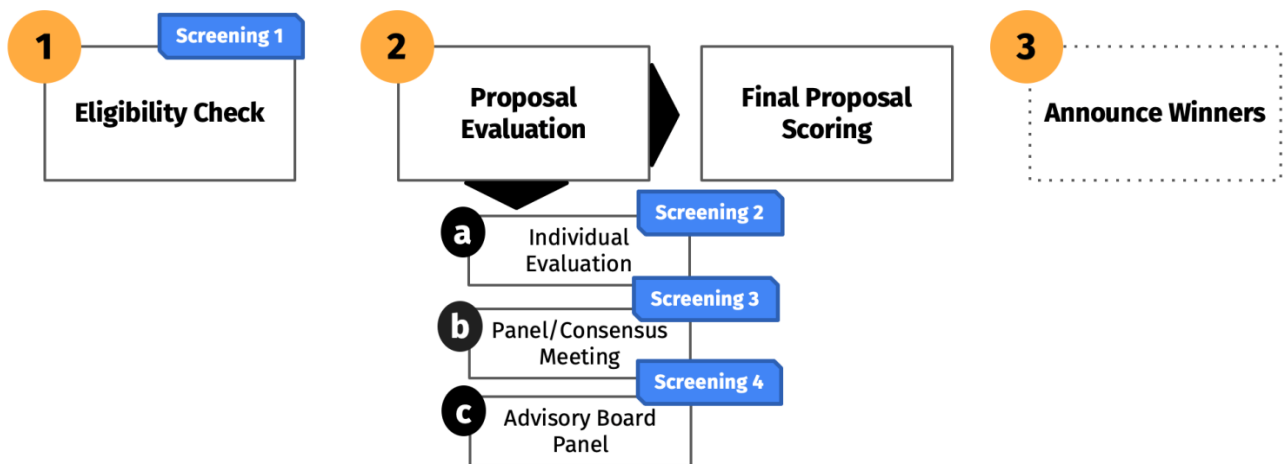 1
Screening 1
Eligibility Check
2
Proposal
Evaluation
Final Proposal
Scoring
3
Announce Winners
Screening 2
a
Individual
Evaluation
Screening 3
b
Panel/Consensus
Meeting
Screening 4
c
Advisory Board
Panel